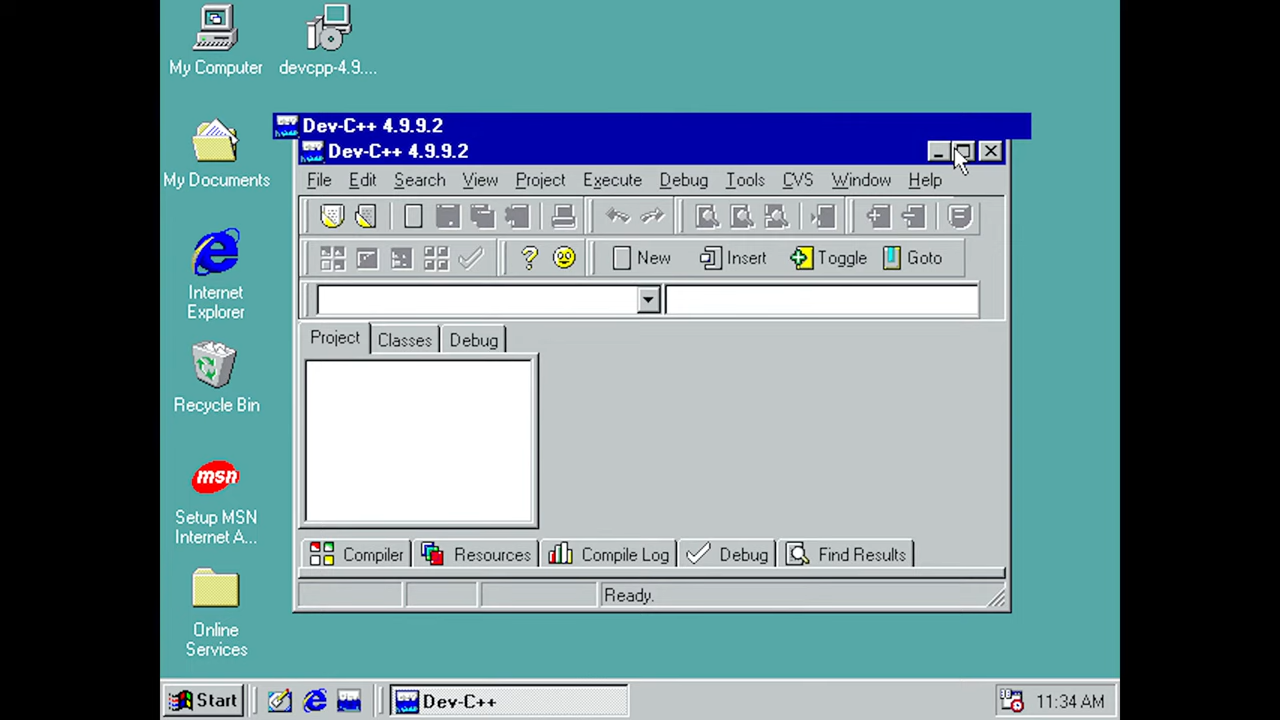 My Computer
devcpp-4.9....
My Documents
Internet
Explorer
Recycle Bin
msn
Setup MSN
Internet A...
Online
Services
Dev-C++ 4.9.9.2
Dev-C++ 4.9.9.2
File Edit Search View Project Execute Debug Tools CVS Window Help
New Insert Toggle Goto
Project Classes Debug
Compiler Resources Compile Log Debug Find Results
Ready.
Start Dev-C++ 11:34 AM